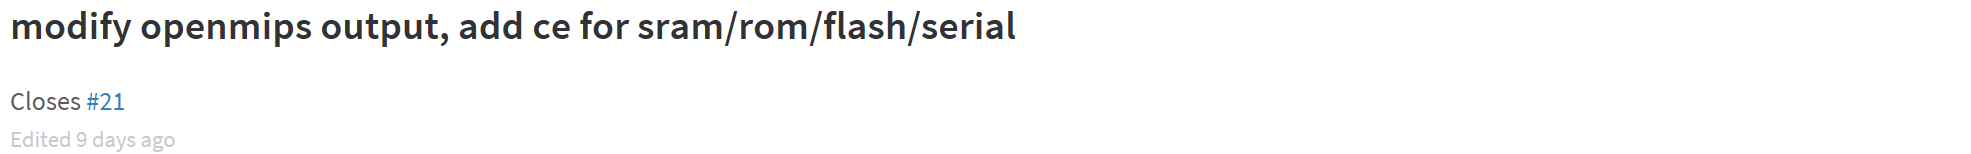 modify openmips output, add ce for sram/rom/flash/serial
Closes #21
Edited 9 days ago